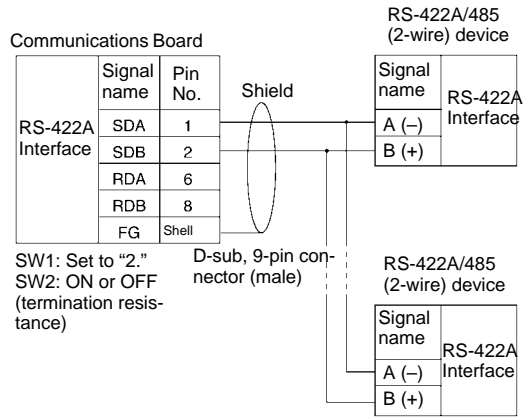 RS-422A/485
(2-wire) device
Communications Board
Signal
name
Pin
No.
Shield
RS-422A
Interface
SDA 1
SDB 2
RDA 6
RDB 8
FG Shell
Signal
name
RS-422A
Interface
A (–)
B (+)
SW1: Set to “2.”
SW2: ON or OFF
(termination resis-
tance)
D-sub, 9-pin con-
nector (male)
RS-422A/485
(2-wire) device
Signal
name
RS-422A
Interface
A (–)
B (+)